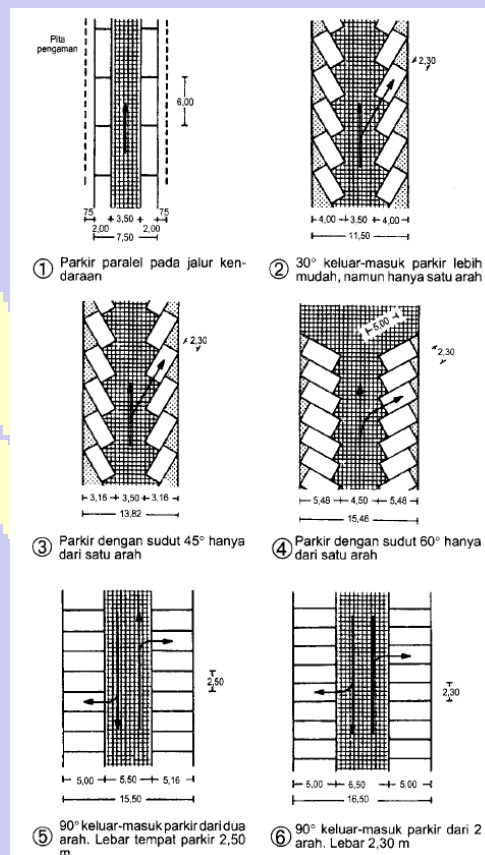 Pita
pengaman
6,00
75 3,50 75
2,00 2,00
7,50
① Parkir paralel pada jalur ken-
daraan
2,30
4,00 3,50 4,00
11,50
② 30° keluar-masuk parkir lebih
mudah, namun hanya satu arah
2,30
3,16 3,50 3,16
13,82
③ Parkir dengan sudut 45° hanya
dari satu arah
5,00
2,30
5,48 4,50 5,48
15,46
④ Parkir dengan sudut 60° hanya
dari satu arah
2,50
5,00 5,50 5,16
15,50
⑤ 90° keluar-masuk parkir dari dua
arah. Lebar tempat parkir 2,50
m
2,30
5,00 6,50 5,00
16,50
⑥ 90° keluar-masuk parkir dari 2
arah. Lebar 2,30 m